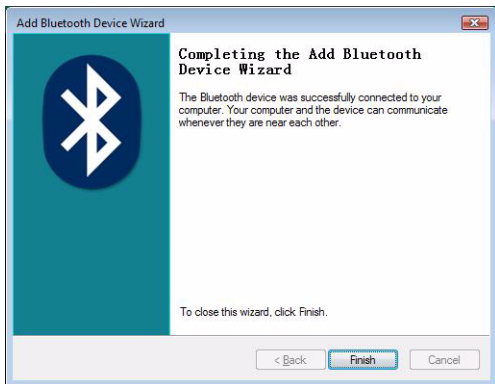 Add Bluetooth Device Wizard
Completing the Add Bluetooth
Device Wizard
The Bluetooth device was successfully connected to your
computer. Your computer and the device can communicate
whenever they are near each other.
To close this wizard, click Finish.
< Back Finish Cancel